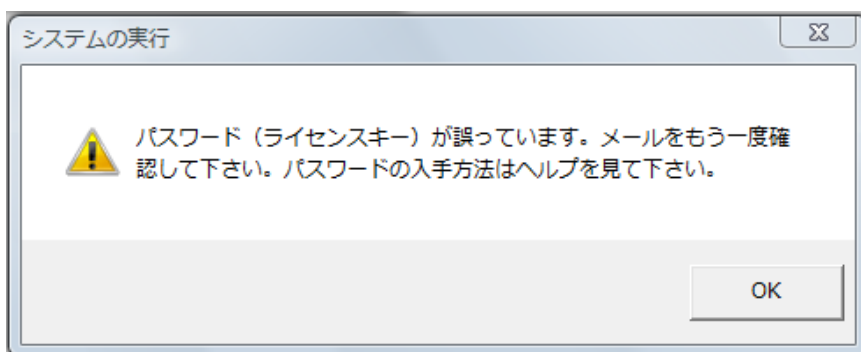 システムの実行
パスワード（ライセンスキー）が誤っています。メールをもう一度確
認して下さい。パスワードの入手方法はヘルプを見て下さい。
OK